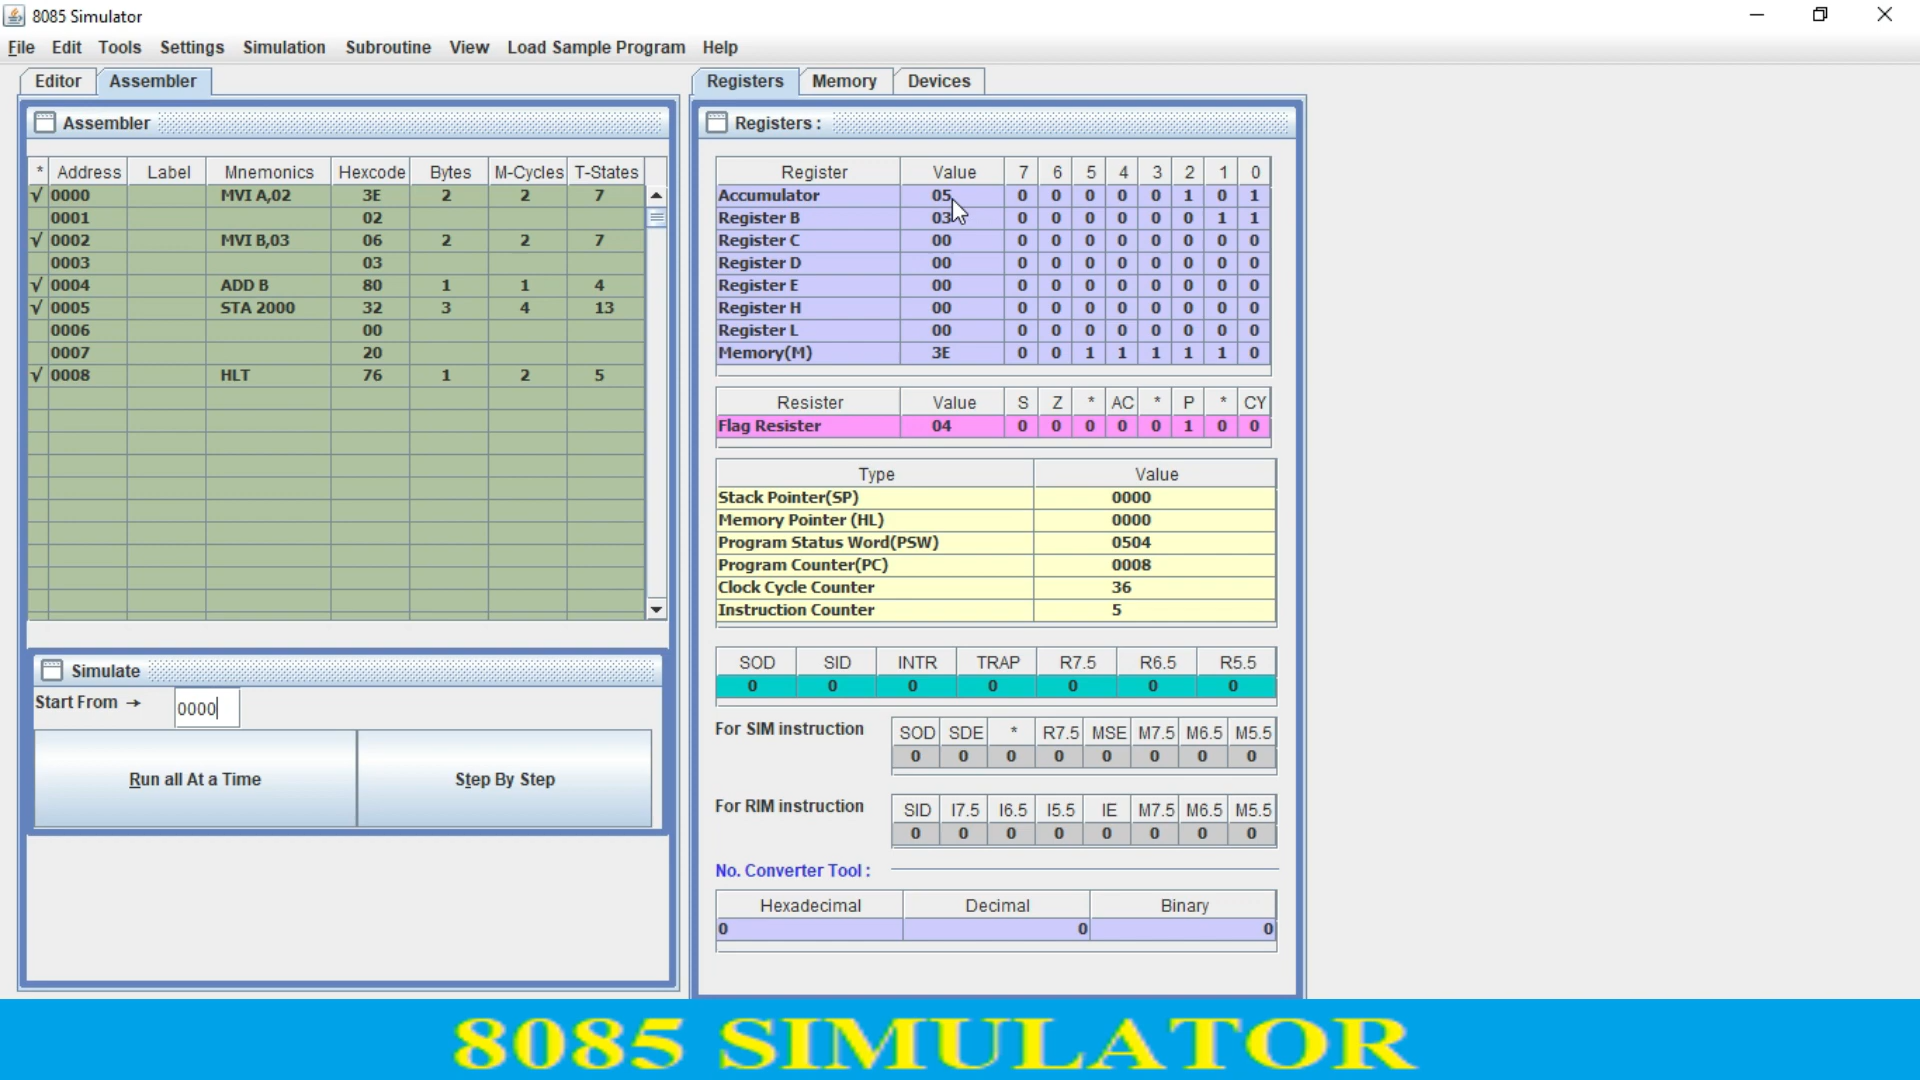 8085 Simulator
File Edit Tools Settings Simulation Subroutine View Load Sample Program Help
Editor Assembler
Assembler
* Address Label Mnemonics Hexcode Bytes M-Cycles T-States
√ 0000 MVI A,02 3E 2 2 7
0001 02
√ 0002 MVI B,03 06 2 2 7
0003 03
√ 0004 ADD B 80 1 1 4
√ 0005 STA 2000 32 3 4 13
0006 00
0007 20
√ 0008 HLT 76 1 2 5
Simulate
Start From → 0000
Run all At a Time Step By Step
Registers Memory Devices
Registers :
Register Value 7 6 5 4 3 2 1 0
Accumulator 05 0 0 0 0 0 1 0 1
Register B 03 0 0 0 0 0 0 1 1
Register C 00 0 0 0 0 0 0 0 0
Register D 00 0 0 0 0 0 0 0 0
Register E 00 0 0 0 0 0 0 0 0
Register H 00 0 0 0 0 0 0 0 0
Register L 00 0 0 0 0 0 0 0 0
Memory(M) 3E 0 0 1 1 1 1 1 0
Resister Value S Z * AC * P * CY
Flag Resister 04 0 0 0 0 0 1 0 0
Type Value
Stack Pointer(SP) 0000
Memory Pointer (HL) 0000
Program Status Word(PSW) 0504
Program Counter(PC) 0008
Clock Cycle Counter 36
Instruction Counter 5
SOD SID INTR TRAP R7.5 R6.5 R5.5
0 0 0 0 0 0 0
For SIM instruction SOD SDE * R7.5 MSE M7.5 M6.5 M5.5
0 0 0 0 0 0 0 0
For RIM instruction SID I7.5 I6.5 I5.5 IE M7.5 M6.5 M5.5
0 0 0 0 0 0 0 0
No. Converter Tool :
Hexadecimal Decimal Binary
0 0 0
8085 SIMULATOR